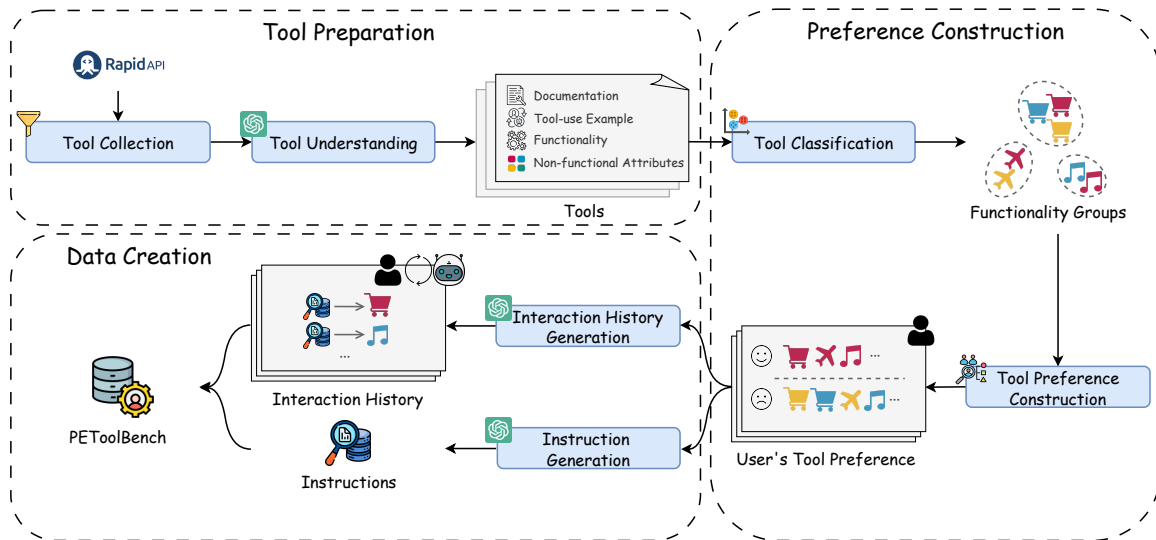 Tool Preparation
Rapid API
Tool Collection
Tool Understanding
Documentation
Tool-use Example
Functionality
Non-functional Attributes
Tools
Preference Construction
Tool Classification
Functionality Groups
Tool Preference
Construction
User's Tool Preference
...
...
Data Creation
Interaction History
Generation
Instruction
Generation
...
Interaction History
Instructions
PEToolBench